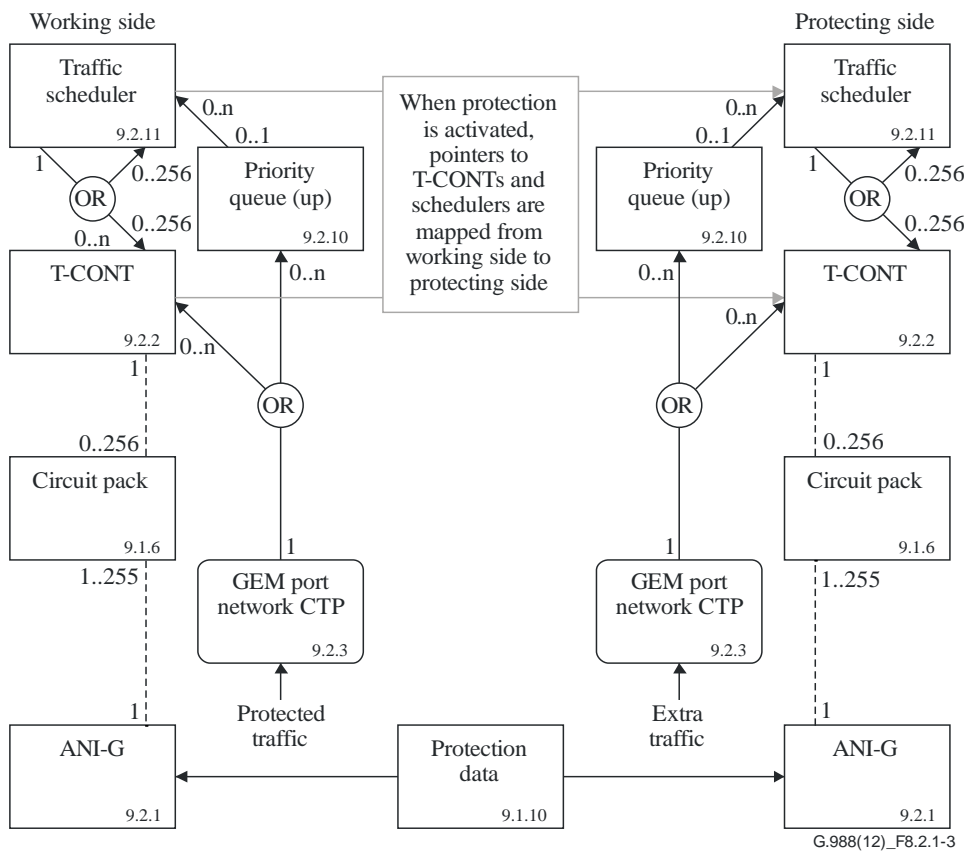 Working side
Protecting side
Traffic
scheduler
9.2.11
0..n
0..1
1
OR
0..256
0..256
0..n
Priority
queue (up)
9.2.10
0..n
When protection
is activated,
pointers to
T-CONTs and
schedulers are
mapped from
working side to
protecting side
Traffic
scheduler
9.2.11
0..n
0..1
1
OR
0..256
0..256
Priority
queue (up)
9.2.10
0..n
T-CONT
9.2.2
0..n
1
OR
T-CONT
9.2.2
0..n
1
OR
0..256
Circuit pack
9.1.6
1..255
0..256
Circuit pack
9.1.6
1..255
1
GEM port
network CTP
9.2.3
1
GEM port
network CTP
9.2.3
Protected
traffic
Extra
traffic
1
ANI-G
9.2.1
Protection
data
9.1.10
1
ANI-G
9.2.1
G.988(12)_F8.2.1-3